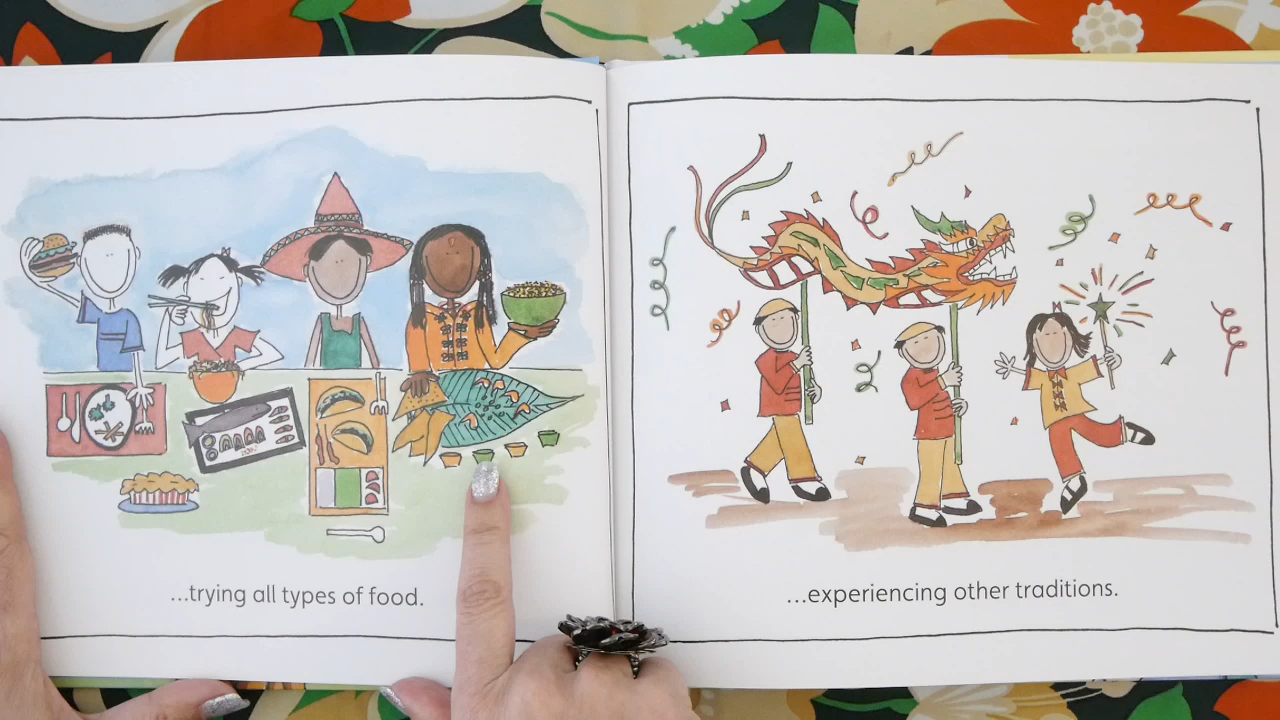 ...trying all types of food.
...experiencing other traditions.